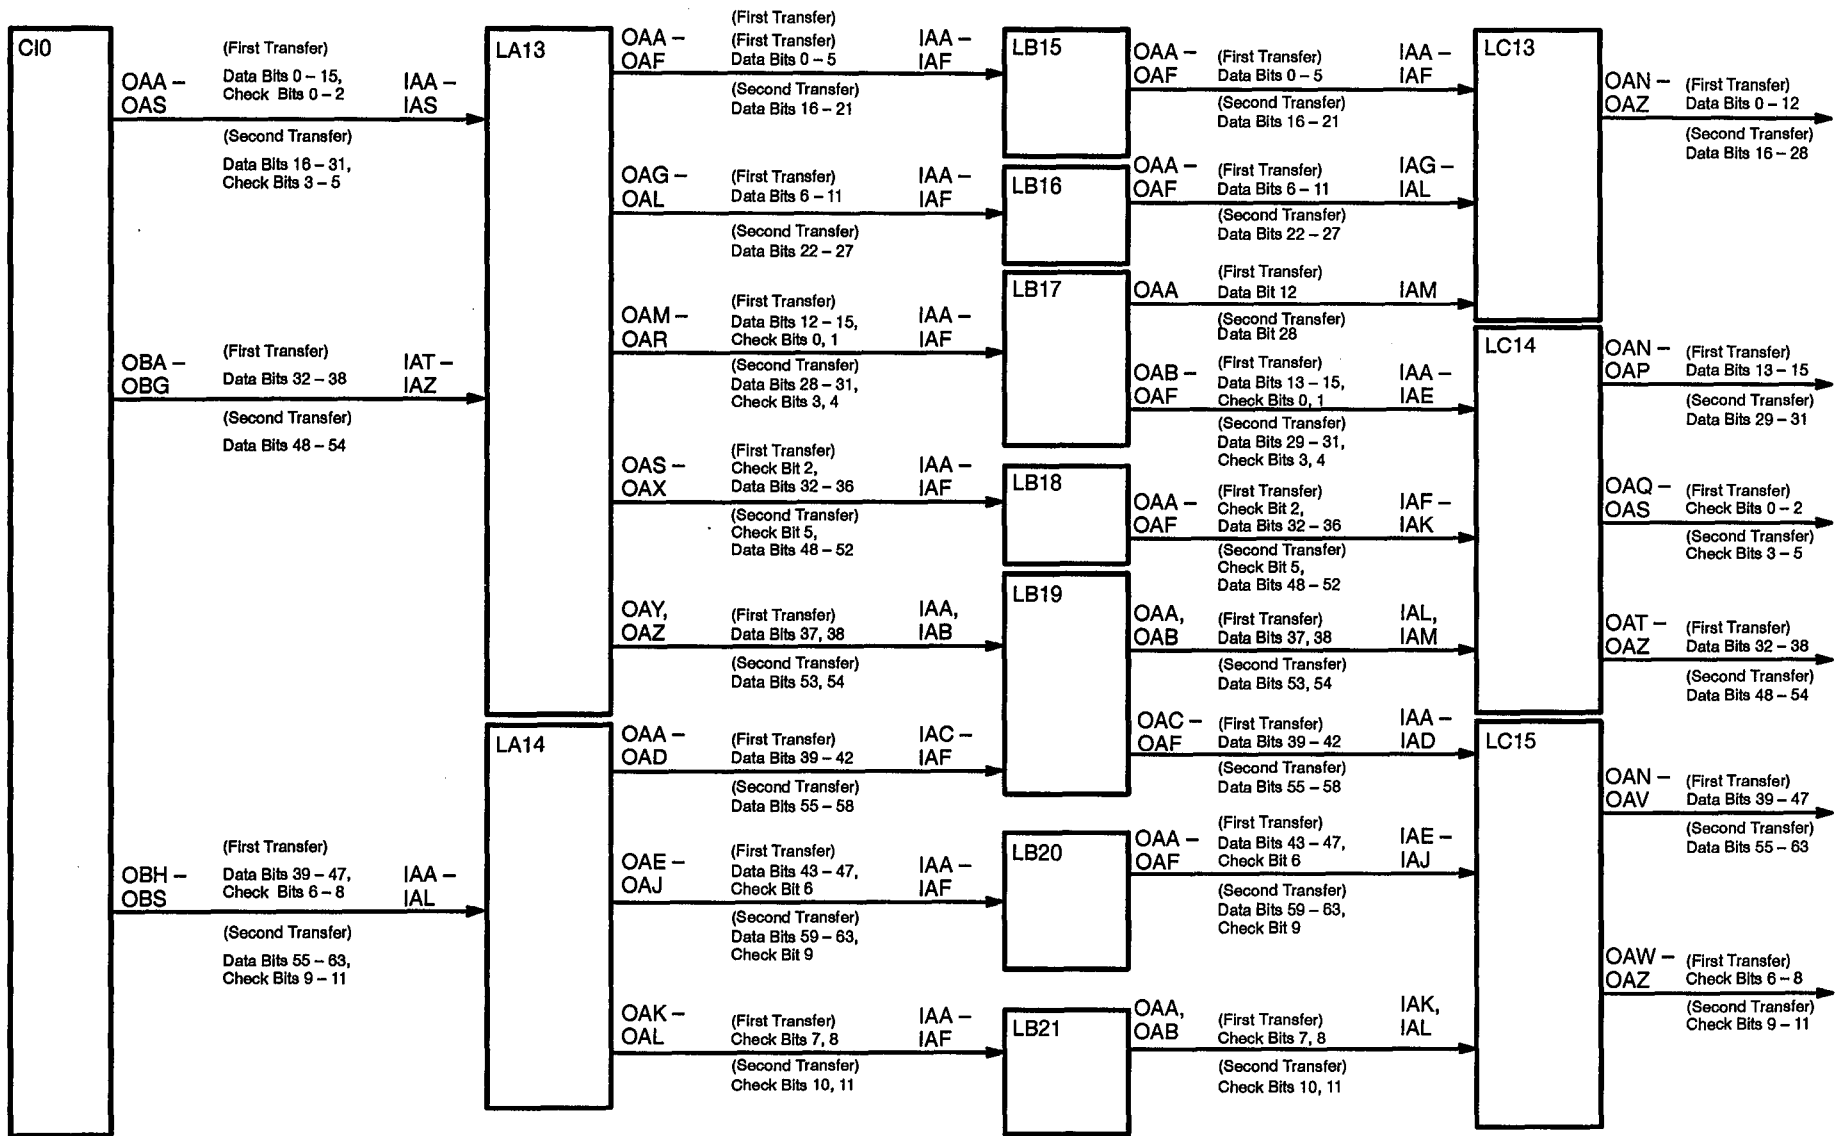 CI0
OAA –
OAS
(First Transfer)
Data Bits 0 – 15,
Check Bits 0 – 2
IAA –
IAS
(Second Transfer)
Data Bits 16 – 31,
Check Bits 3 – 5
OBA –
OBG
(First Transfer)
Data Bits 32 – 38
IAT –
IAZ
(Second Transfer)
Data Bits 48 – 54
OBH –
OBS
(First Transfer)
Data Bits 39 – 47,
Check Bits 6 – 8
IAA –
IAL
(Second Transfer)
Data Bits 55 – 63,
Check Bits 9 – 11
LA13
(First Transfer)
OAA –
OAF
(First Transfer)
Data Bits 0 – 5
IAA –
IAF
(Second Transfer)
Data Bits 16 – 21
OAG –
OAL
(First Transfer)
Data Bits 6 – 11
IAA –
IAF
(Second Transfer)
Data Bits 22 – 27
OAM –
OAR
(First Transfer)
Data Bits 12 – 15,
Check Bits 0, 1
IAA –
IAF
(Second Transfer)
Data Bits 28 – 31,
Check Bits 3, 4
OAS –
OAX
(First Transfer)
Check Bit 2,
Data Bits 32 – 36
IAA –
IAF
(Second Transfer)
Check Bit 5,
Data Bits 48 – 52
OAY,
OAZ
(First Transfer)
Data Bits 37, 38
IAA,
IAB
(Second Transfer)
Data Bits 53, 54
LA14
OAA –
OAD
(First Transfer)
Data Bits 39 – 42
IAC –
IAF
(Second Transfer)
Data Bits 55 – 58
OAE –
OAJ
(First Transfer)
Data Bits 43 – 47,
Check Bit 6
IAA –
IAF
(Second Transfer)
Data Bits 59 – 63,
Check Bit 9
OAK –
OAL
(First Transfer)
Check Bits 7, 8
IAA –
IAF
(Second Transfer)
Check Bits 10, 11
LB15
OAA –
OAF
(First Transfer)
Data Bits 0 – 5
IAA –
IAF
(Second Transfer)
Data Bits 16 – 21
LB16
OAA –
OAF
(First Transfer)
Data Bits 6 – 11
IAG –
IAL
(Second Transfer)
Data Bits 22 – 27
LB17
OAA
(First Transfer)
Data Bit 12
IAM
(Second Transfer)
Data Bit 28
OAB –
OAF
(First Transfer)
Data Bits 13 – 15,
Check Bits 0, 1
IAA –
IAE
(Second Transfer)
Data Bits 29 – 31,
Check Bits 3, 4
LB18
OAA –
OAF
(First Transfer)
Check Bit 2,
Data Bits 32 – 36
IAF –
IAK
(Second Transfer)
Check Bit 5,
Data Bits 48 – 52
LB19
OAA,
OAB
(First Transfer)
Data Bits 37, 38
IAL,
IAM
(Second Transfer)
Data Bits 53, 54
OAC –
OAF
(First Transfer)
Data Bits 39 – 42
IAA –
IAD
(Second Transfer)
Data Bits 55 – 58
LB20
OAA –
OAF
(First Transfer)
Data Bits 43 – 47,
Check Bit 6
IAE –
IAJ
(Second Transfer)
Data Bits 59 – 63,
Check Bit 9
LB21
OAA,
OAB
(First Transfer)
Check Bits 7, 8
IAK,
IAL
(Second Transfer)
Check Bits 10, 11
LC13
OAN –
OAZ
(First Transfer)
Data Bits 0 – 12
(Second Transfer)
Data Bits 16 – 28
LC14
OAN –
OAP
(First Transfer)
Data Bits 13 – 15
(Second Transfer)
Data Bits 29 – 31
OAQ –
OAS
(First Transfer)
Check Bits 0 – 2
(Second Transfer)
Check Bits 3 – 5
OAT –
OAZ
(First Transfer)
Data Bits 32 – 38
(Second Transfer)
Data Bits 48 – 54
LC15
OAN –
OAV
(First Transfer)
Data Bits 39 – 47
(Second Transfer)
Data Bits 55 – 63
OAW –
OAZ
(First Transfer)
Check Bits 6 – 8
(Second Transfer)
Check Bits 9 – 11